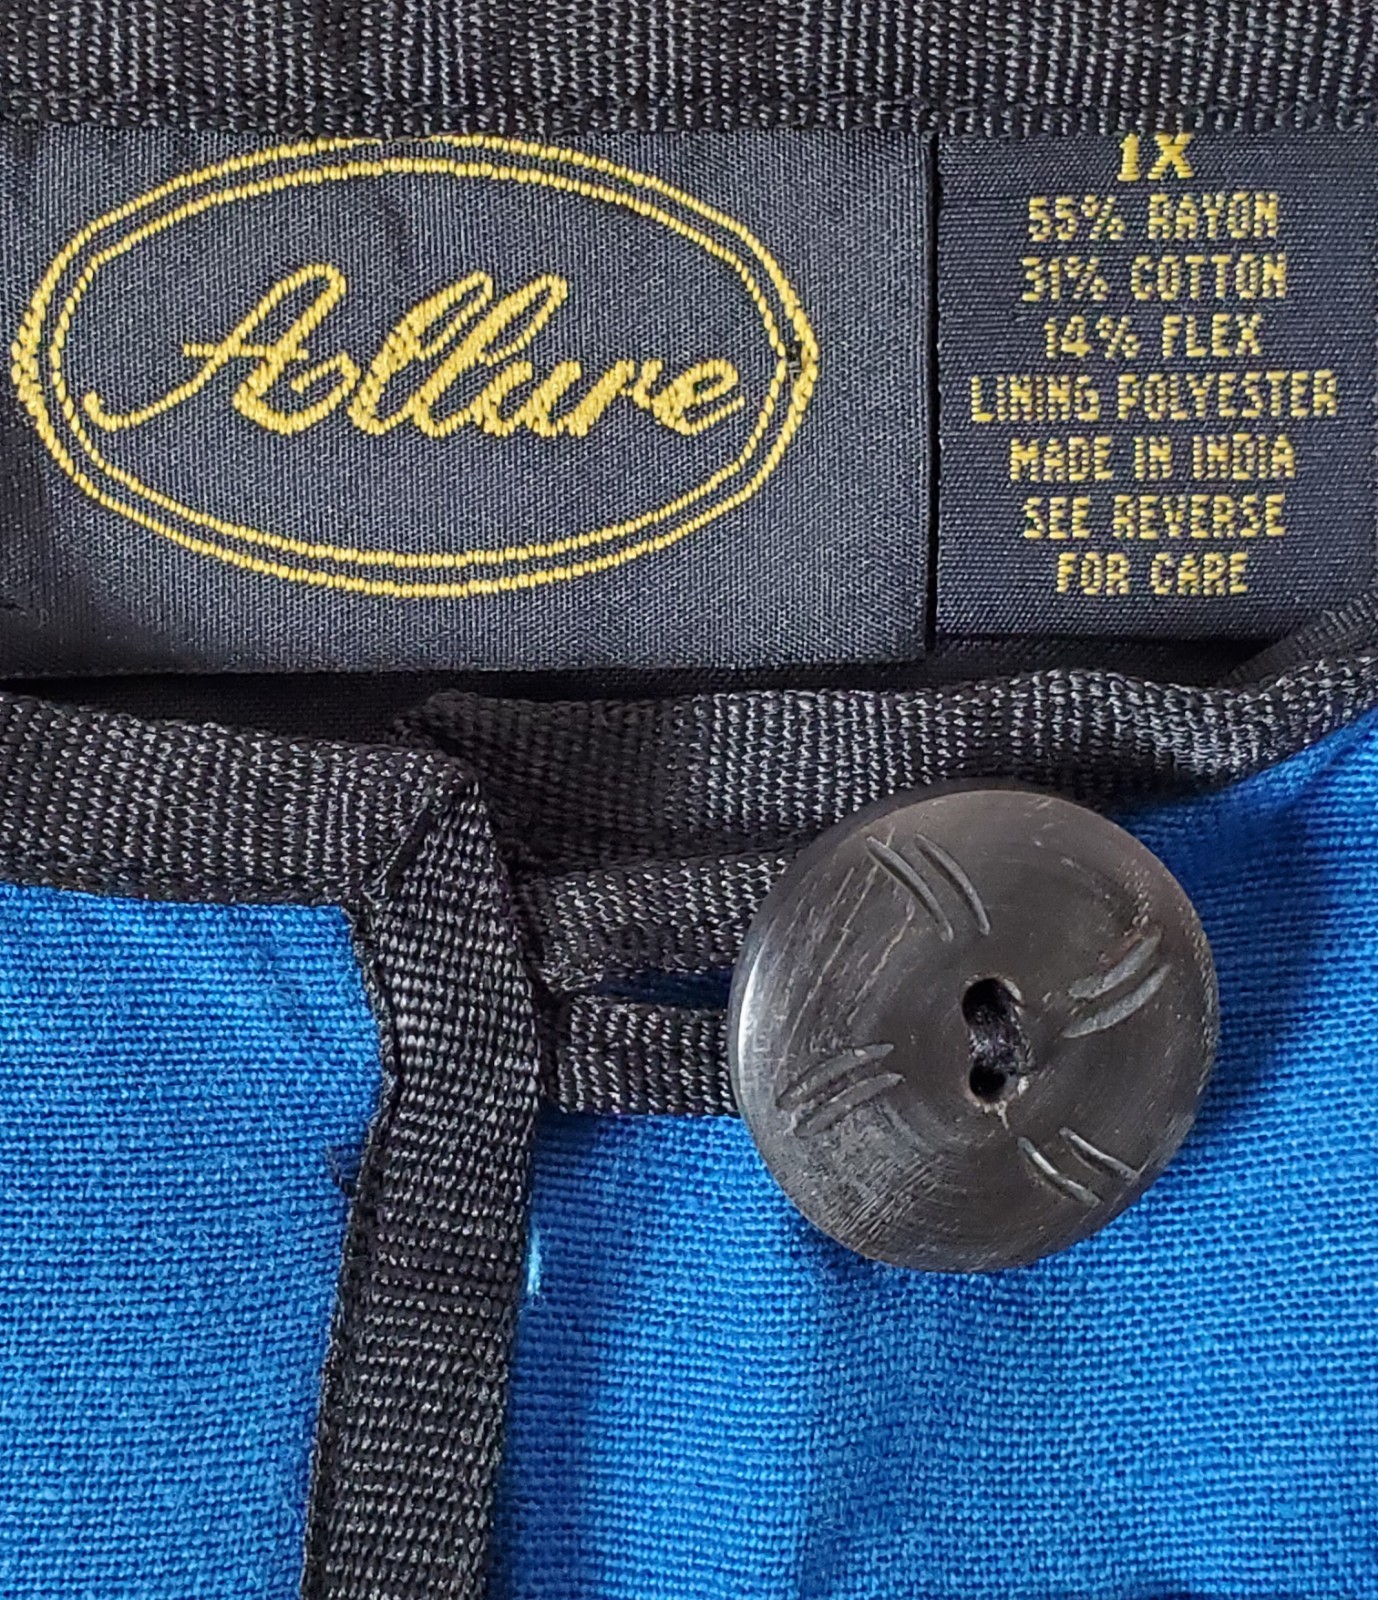 Allure
1X
55% RAYON
31% COTTON
14% FLEX
LINING POLYESTER
MADE IN INDIA
SEE REVERSE
FOR CARE